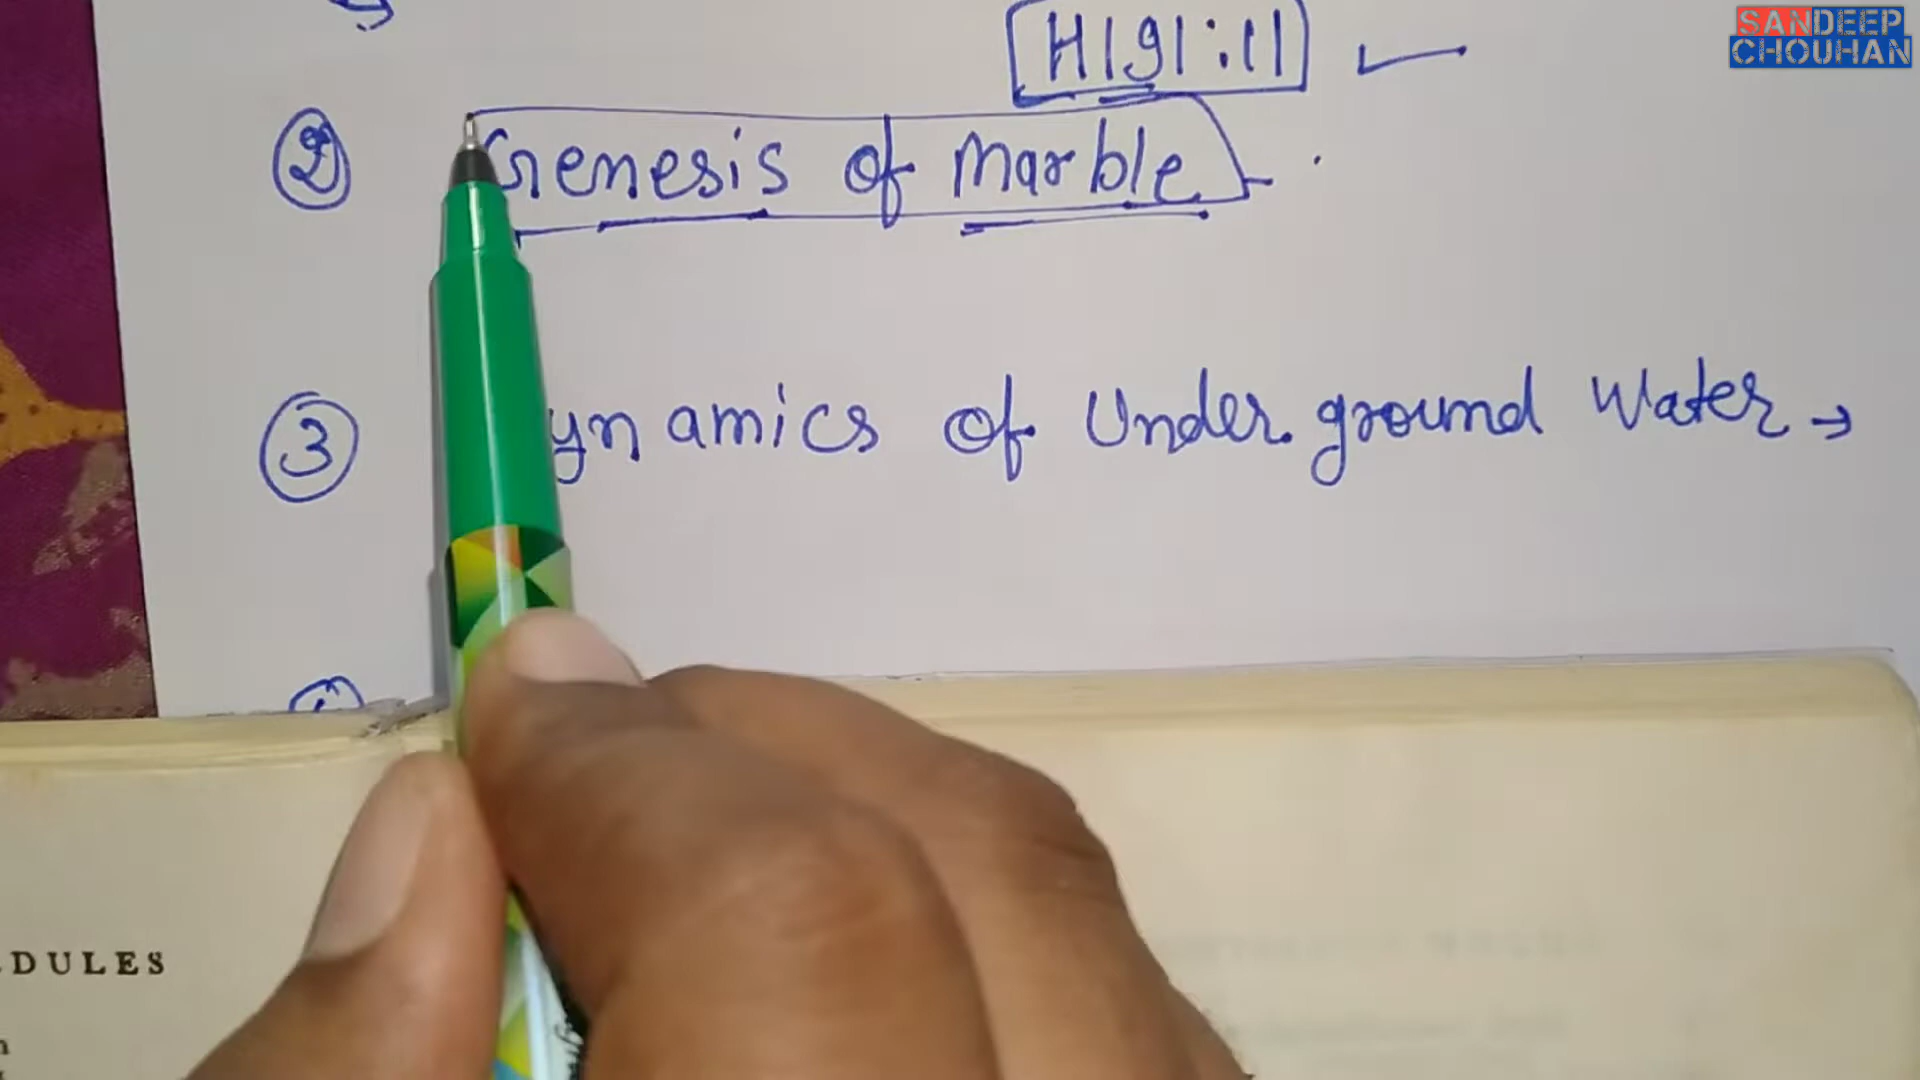 SANDEEP
CHOUHAN
H191:11
② Genesis of Marble
③ ynamics of Under ground Water →
DULES